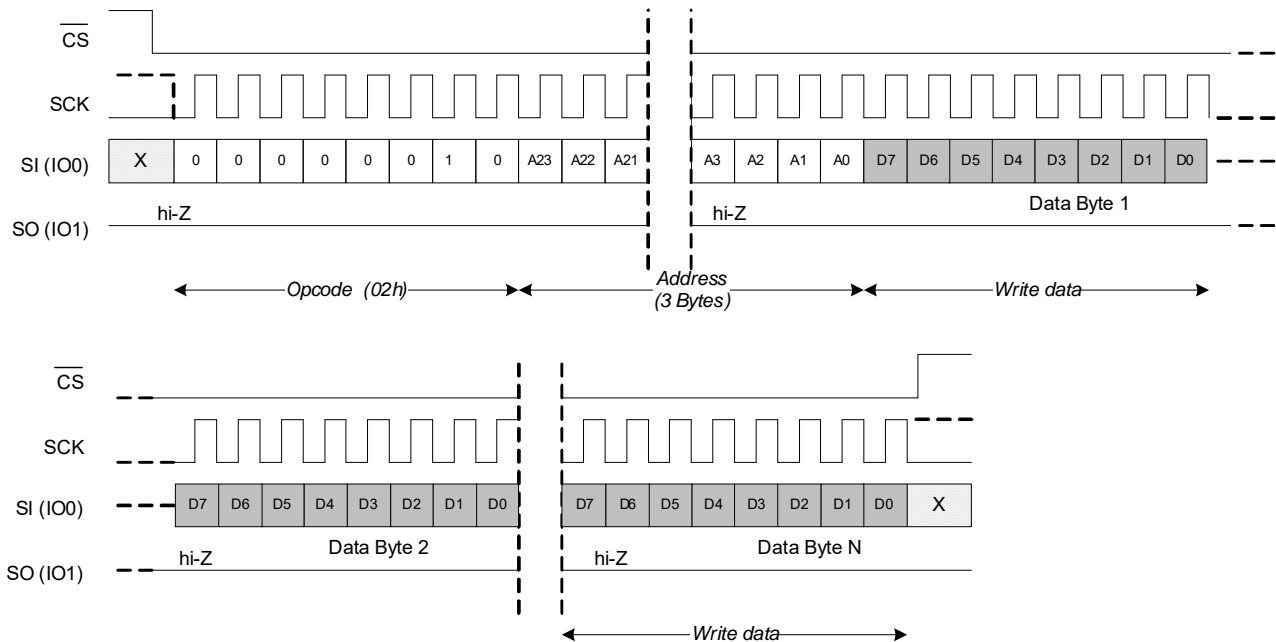 CS
SCK
SI (IO0) X 0 0 0 0 0 0 1 0 A23 A22 A21 A3 A2 A1 A0 D7 D6 D5 D4 D3 D2 D1 D0
hi-Z hi-Z Data Byte 1
SO (IO1)
Opcode (02h) Address Write data
(3 Bytes)
CS
SCK
SI (IO0) D7 D6 D5 D4 D3 D2 D1 D0 D7 D6 D5 D4 D3 D2 D1 D0 X
hi-Z Data Byte 2 hi-Z Data Byte N
SO (IO1)
Write data